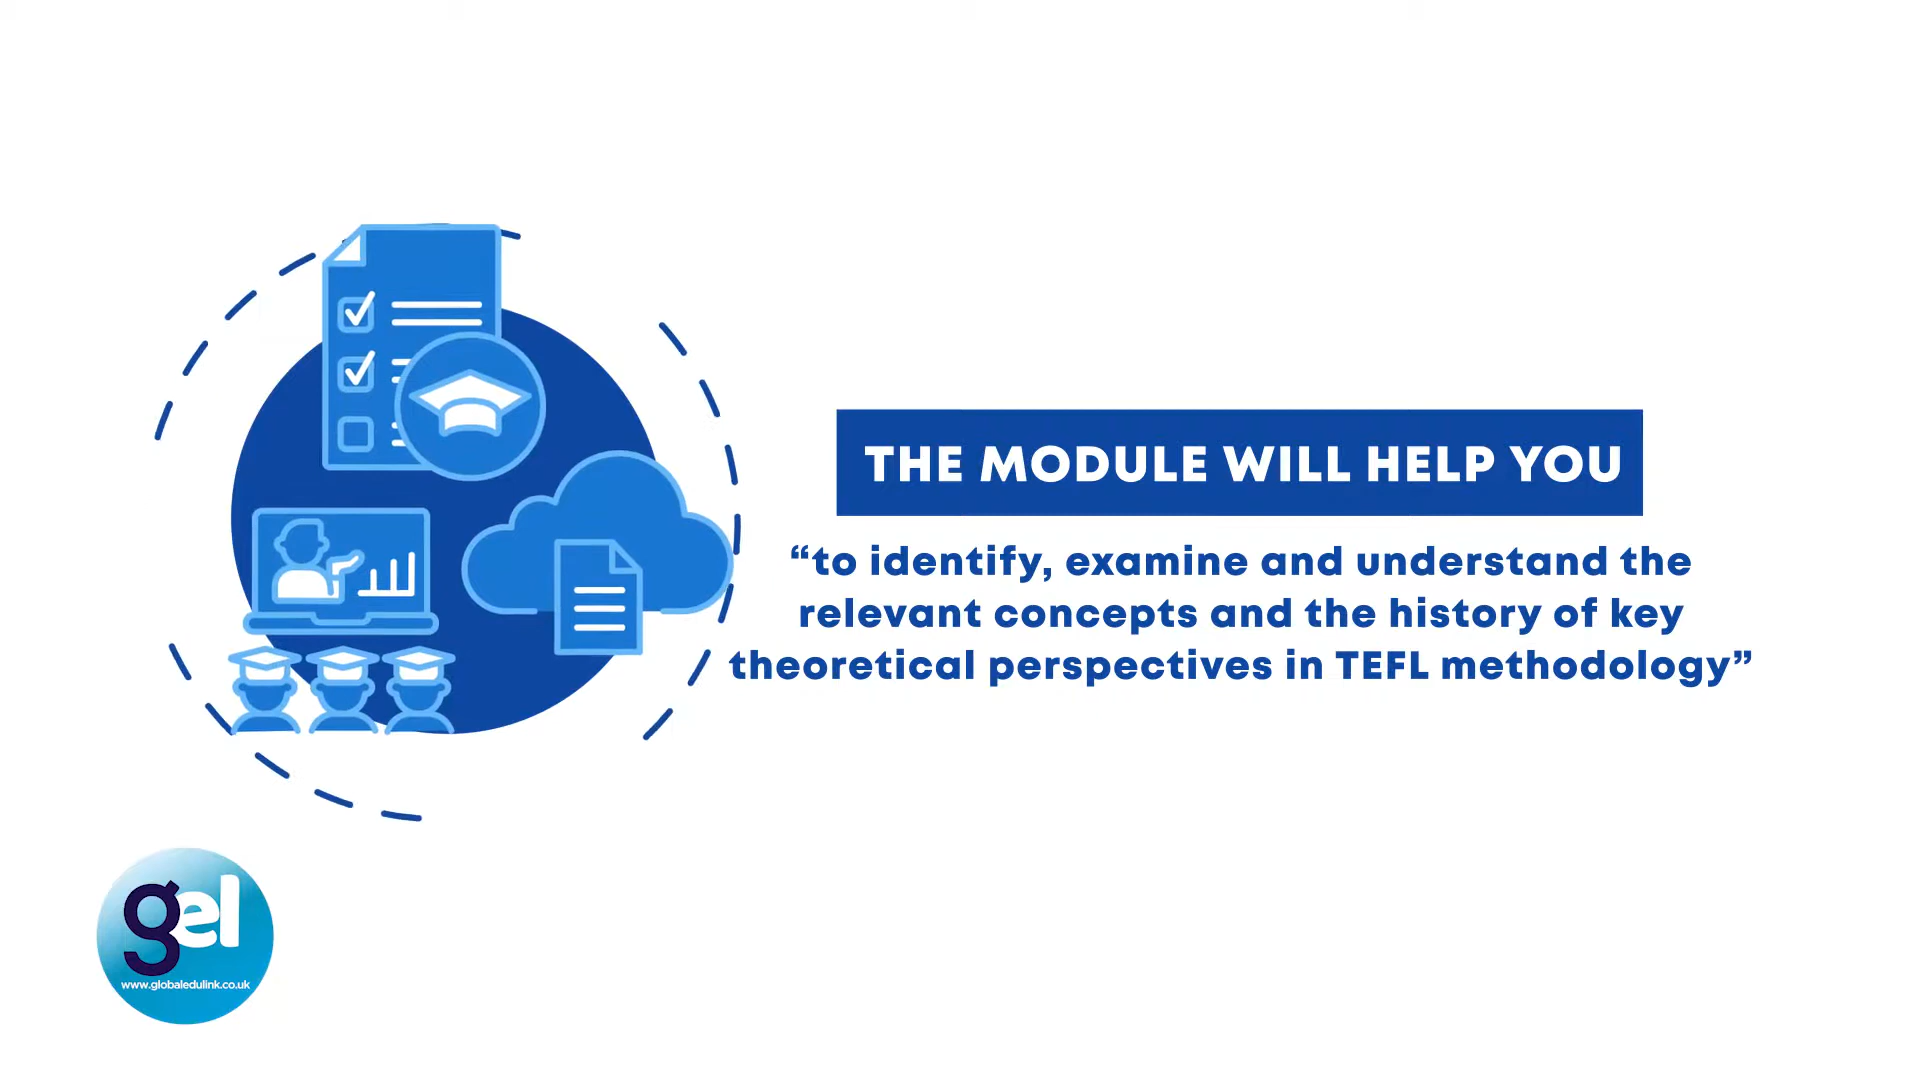 THE MODULE WILL HELP YOU
“to identify, examine and understand the
relevant concepts and the history of key
theoretical perspectives in TEFL methodology”
gel
www.globaledulink.co.uk